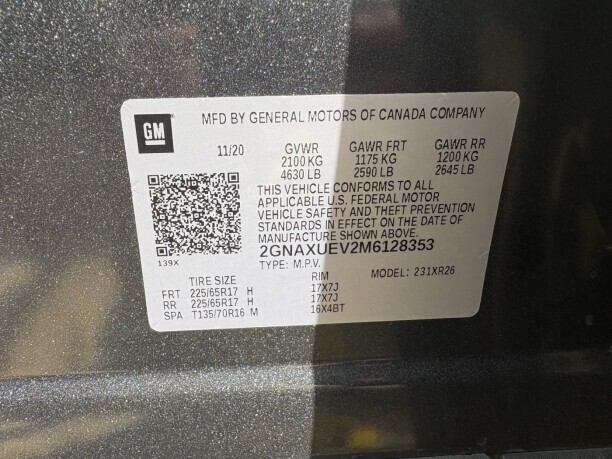 GM
MFD BY GENERAL MOTORS OF CANADA COMPANY
11/20 GVWR GAWR FRT GAWR RR
2100 KG 1175 KG 1200 KG
4630 LB 2590 LB 2645 LB
THIS VEHICLE CONFORMS TO ALL
APPLICABLE U.S. FEDERAL MOTOR
VEHICLE SAFETY AND THEFT PREVENTION
STANDARDS IN EFFECT ON THE DATE OF
MANUFACTURE SHOWN ABOVE.
2GNAXUEV2M6128353
139X
TYPE: M.P.V. MODEL: 231XR26
TIRE SIZE RIM
FRT 225/65R17 H 17X7J
RR 225/65R17 H 17X7J
SPA T135/70R16 M 16X4BT